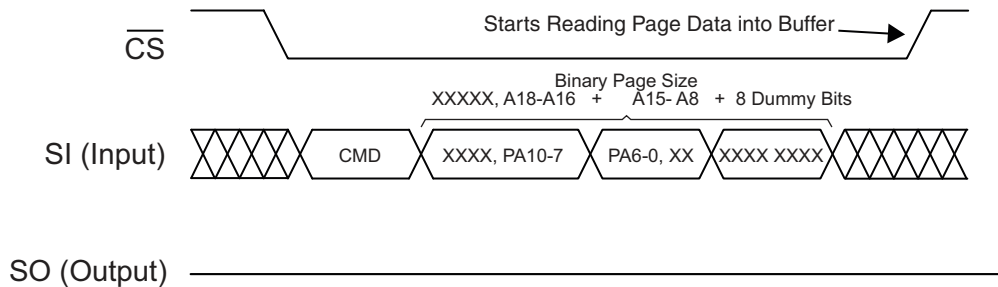 Starts Reading Page Data into Buffer
CS
Binary Page Size
XXXXX, A18-A16 + A15- A8 + 8 Dummy Bits
SI (Input)
CMD
XXXX, PA10-7
PA6-0, XX
XXXX XXXX
SO (Output)